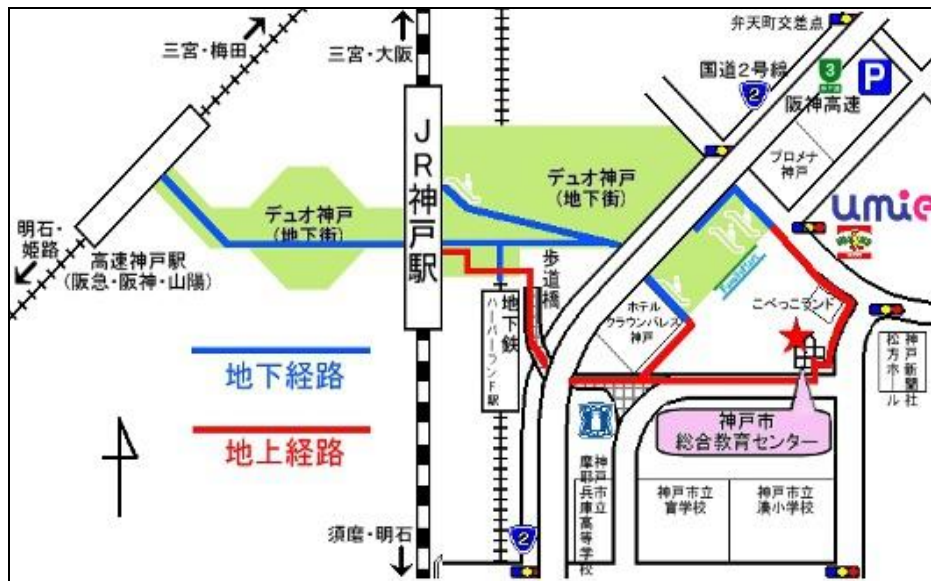 三宮・梅田
三宮・大阪
弁天町交差点
国道2号線
2
3
P
阪神高速
JR神戸駅
プロメナ
神戸
デュオ神戸
(地下街)
デュオ神戸
(地下街)
umie
明石・
姫路
高速神戸駅
(阪急・阪神・山陽)
歩道橋
地下鉄
ハーバーランド駅
ホテル
クラウンパレス
神戸
FamilyMart
こべっこランド
神戸新聞社
松方ホール
地下経路
地上経路
神戸市
総合教育センター
神戸市立
摩耶兵庫高等学校
神戸市立
盲学校
神戸市立
湊小学校
須磨・明石
2